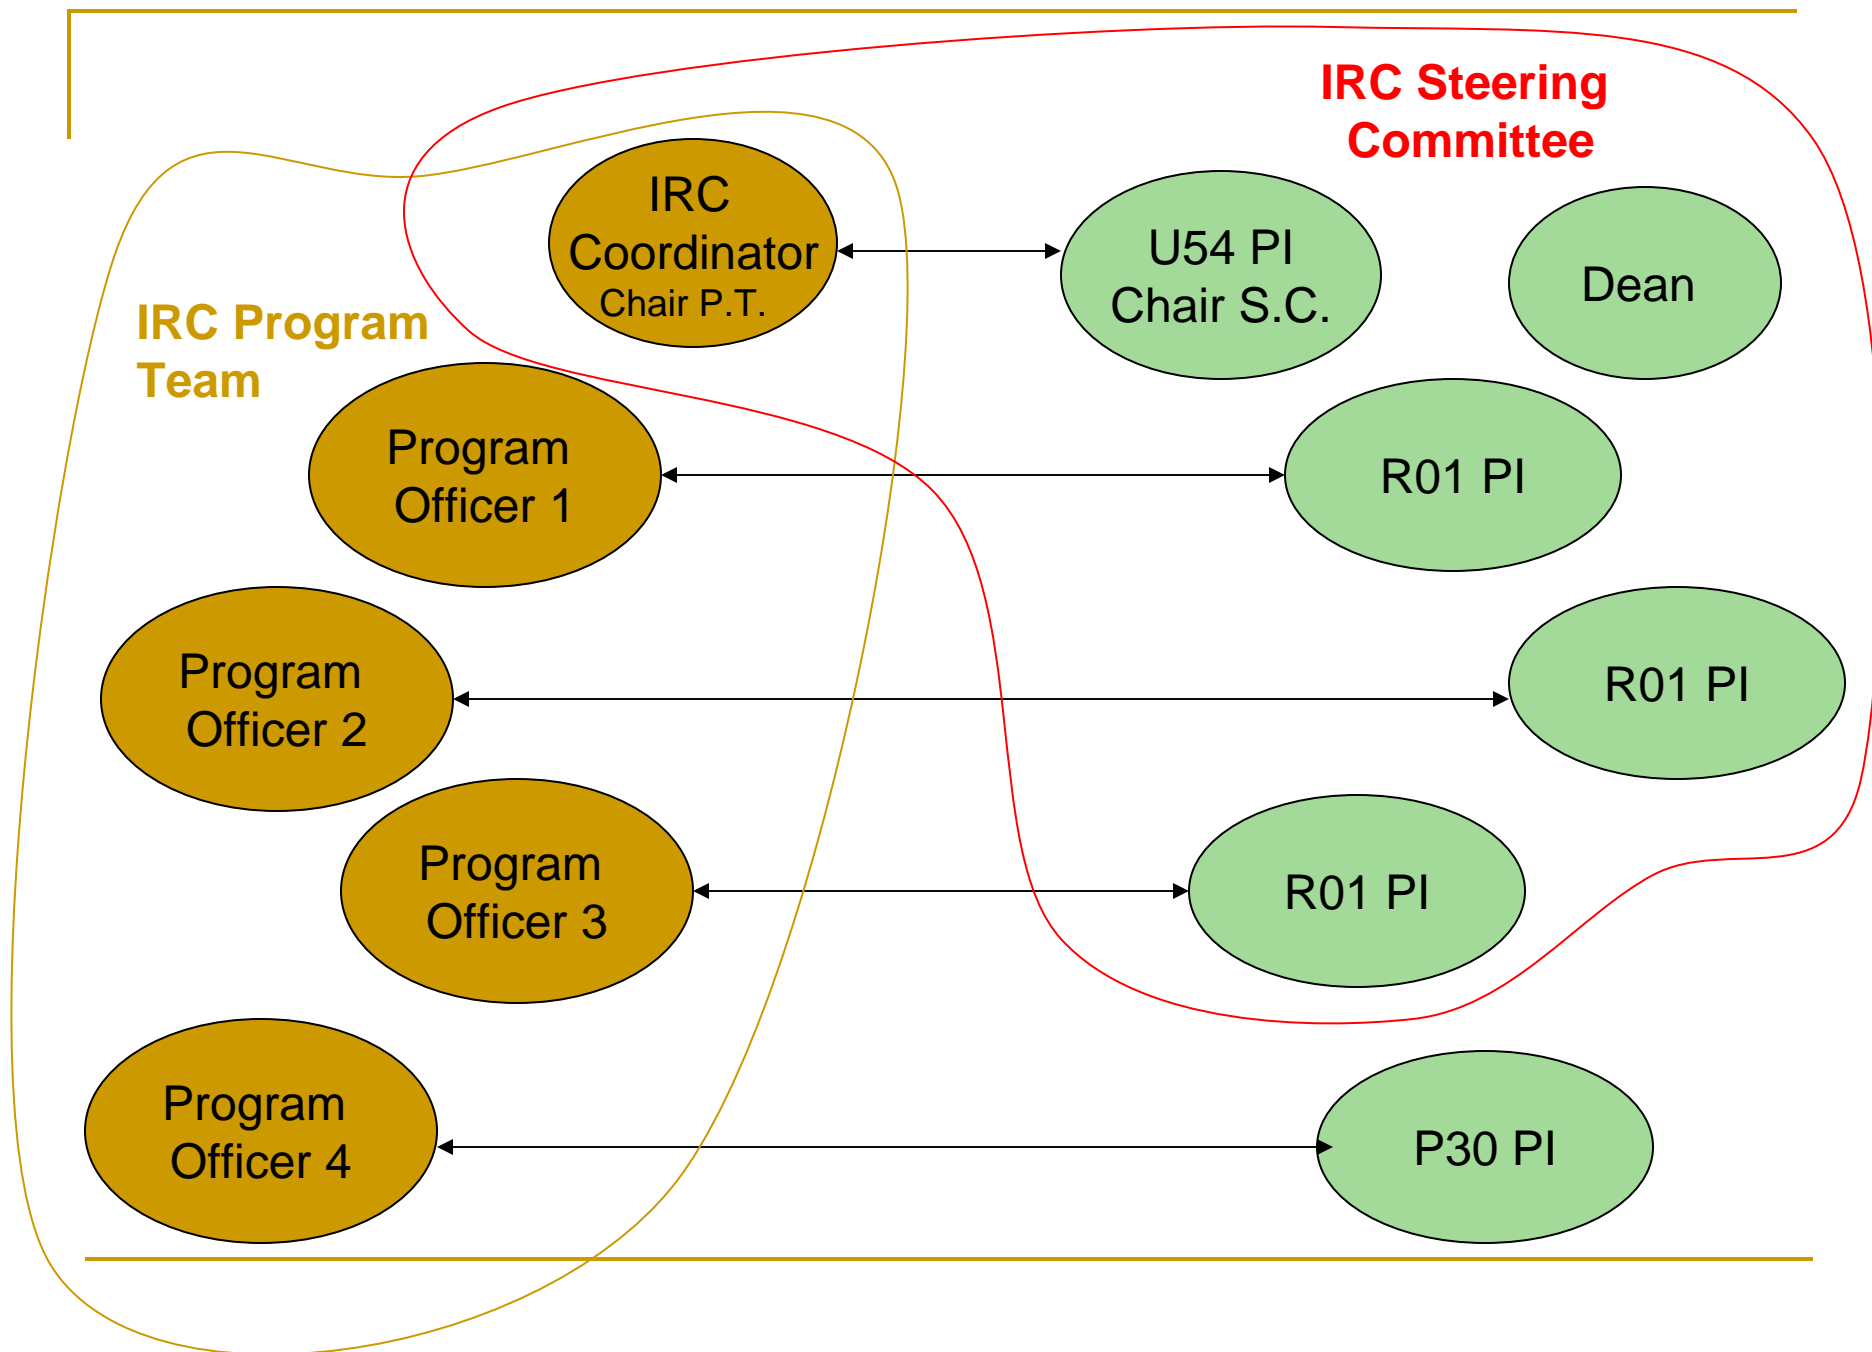 IRC Steering
Committee
IRC
Coordinator
Chair P.T.
U54 PI
Chair S.C.
Dean
IRC Program
Team
Program
Officer 1
R01 PI
Program
Officer 2
R01 PI
Program
Officer 3
R01 PI
Program
Officer 4
P30 PI